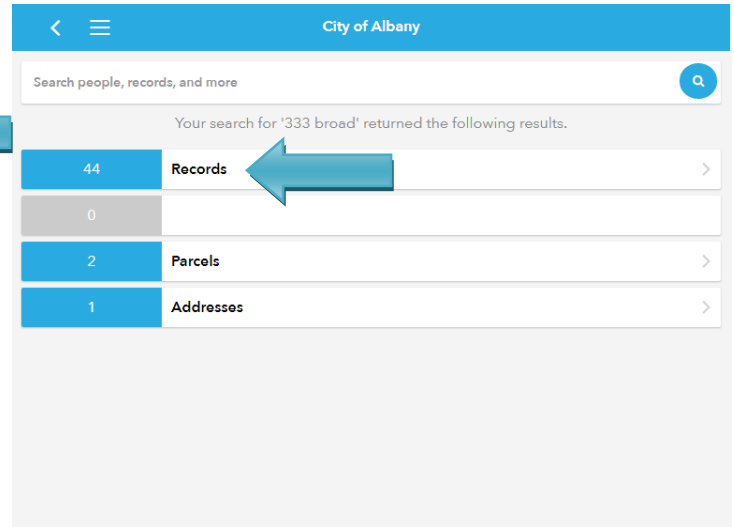 City of Albany
Search people, records, and more
Your search for '333 broad' returned the following results.
44 Records
0
2 Parcels
1 Addresses